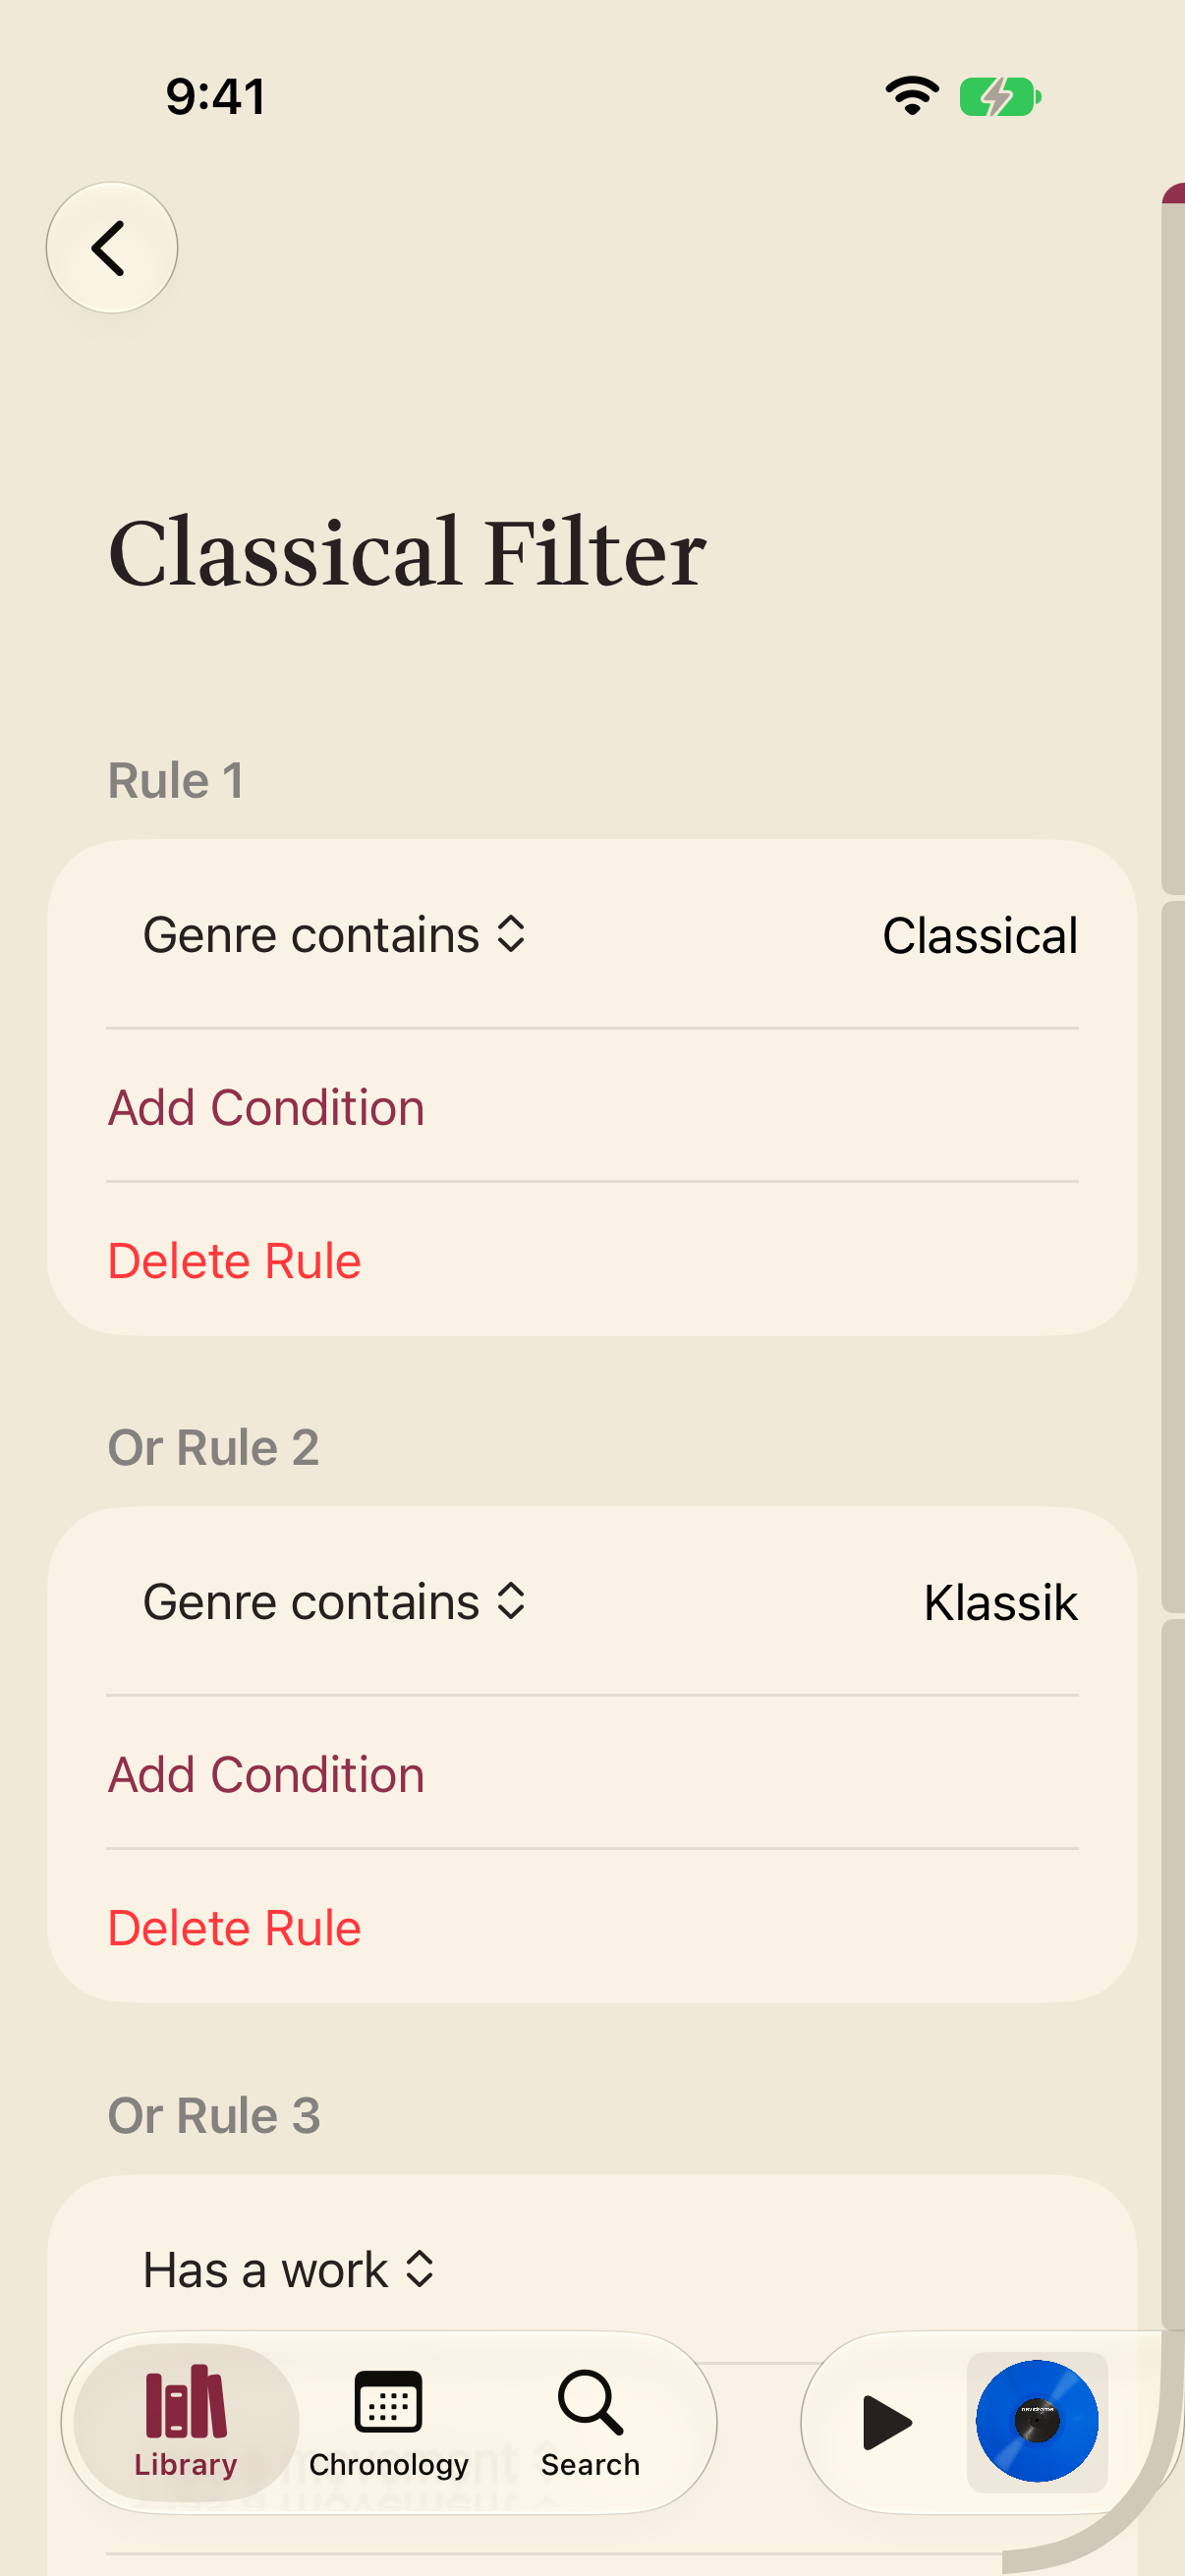 9:41
Classical Filter
Rule 1
Genre contains
Classical
Add Condition
Delete Rule
Or Rule 2
Genre contains
Klassik
Add Condition
Delete Rule
Or Rule 3
Has a work
movement
Library
Chronology
Search